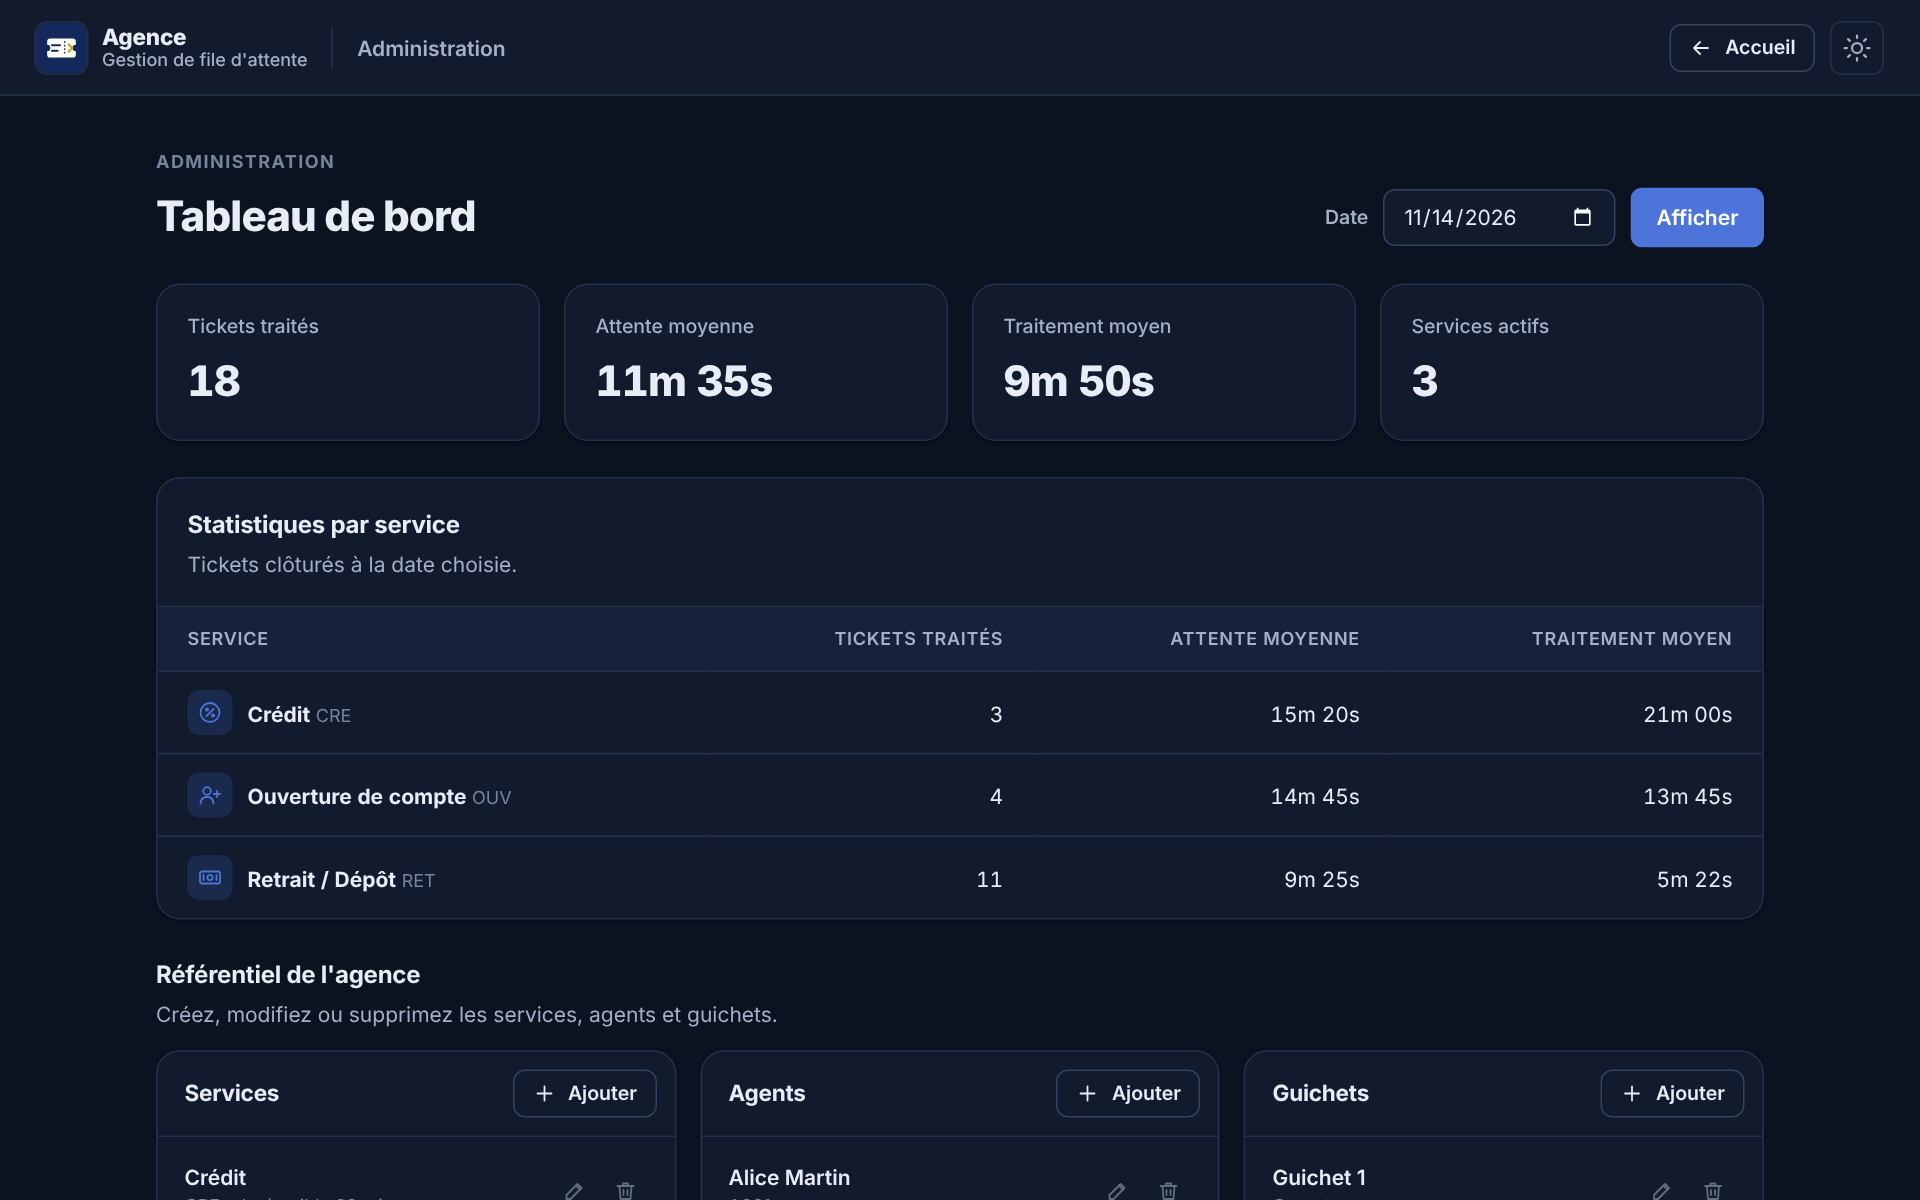 Agence
Gestion de file d'attente
Administration
Accueil
ADMINISTRATION
Tableau de bord
Date
11/14/2026
Afficher
Tickets traités
18
Attente moyenne
11m 35s
Traitement moyen
9m 50s
Services actifs
3
Statistiques par service
Tickets clôturés à la date choisie.
SERVICE TICKETS TRAITÉS ATTENTE MOYENNE TRAITEMENT MOYEN
Crédit CRE 3 15m 20s 21m 00s
Ouverture de compte OUV 4 14m 45s 13m 45s
Retrait / Dépôt RET 11 9m 25s 5m 22s
Référentiel de l'agence
Créez, modifiez ou supprimez les services, agents et guichets.
Services
Ajouter
Agents
Ajouter
Guichets
Ajouter
Crédit
Alice Martin
Guichet 1